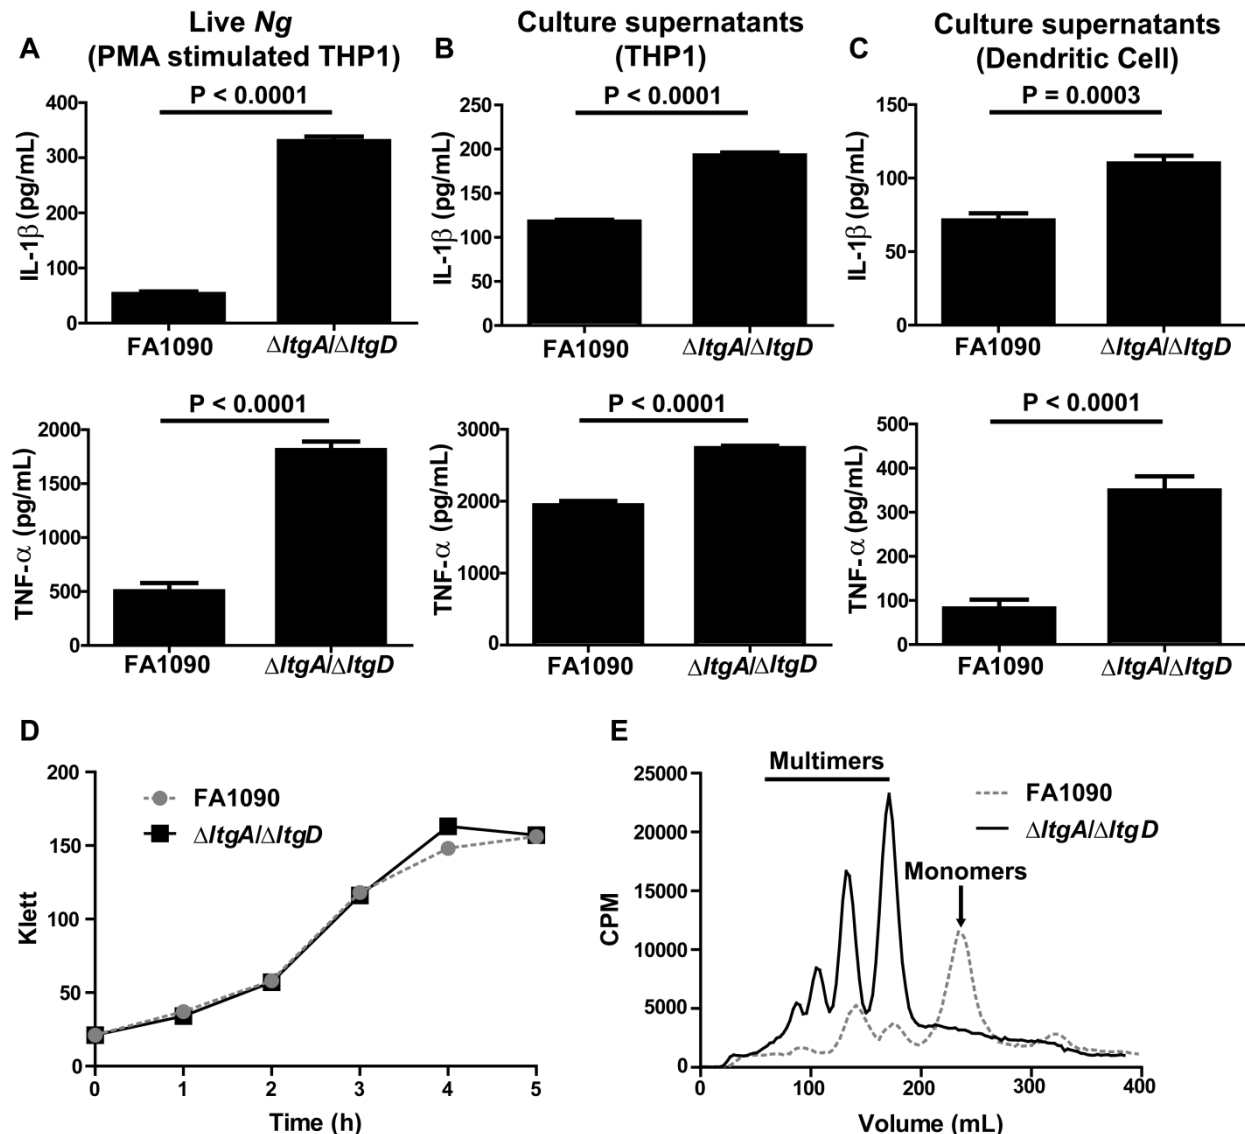 A
Live Ng
(PMA stimulated THP1)
P < 0.0001
IL-1β (pg/mL)
400
300
200
100
0
FA1090
ΔltgA/ΔltgD
P < 0.0001
TNF-α (pg/mL)
2000
1500
1000
500
0
FA1090
ΔltgA/ΔltgD
B
Culture supernatants
(THP1)
P < 0.0001
IL-1β (pg/mL)
250
200
150
100
50
0
FA1090
ΔltgA/ΔltgD
P < 0.0001
TNF-α (pg/mL)
3000
2000
1000
0
FA1090
ΔltgA/ΔltgD
C
Culture supernatants
(Dendritic Cell)
P = 0.0003
IL-1β (pg/mL)
150
100
50
0
FA1090
ΔltgA/ΔltgD
P < 0.0001
TNF-α (pg/mL)
500
400
300
200
100
0
FA1090
ΔltgA/ΔltgD
D
Klett
200
150
100
50
0
FA1090
ΔltgA/ΔltgD
0 1 2 3 4 5
Time (h)
E
CPM
25000
20000
15000
10000
5000
0
Multimers
FA1090
ΔltgA/ΔltgD
Monomers
0 100 200 300 400
Volume (mL)